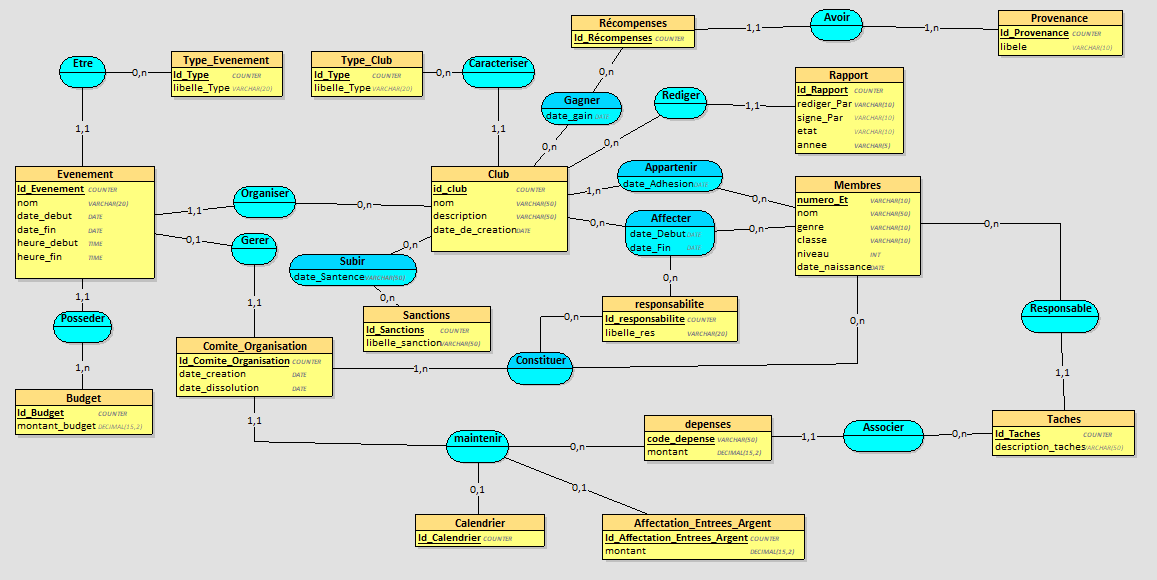 Récompenses
Id_Récompenses COUNTER
1,1
Avoir
1,n
Provenance
Id_Provenance COUNTER
libele VARCHAR(10)
Etre
0,n
Type_Evenement
Id_Type COUNTER
libelle_Type VARCHAR(20)
Type_Club
Id_Type COUNTER
libelle_Type VARCHAR(20)
0,n
Caracteriser
0,n
Gagner
date_gain DATE
Rediger
1,1
Rapport
Id_Rapport COUNTER
rediger_Par VARCHAR(10)
signe_Par VARCHAR(10)
etat VARCHAR(10)
annee VARCHAR(5)
1,1
1,1
0,n
0,n
Evenement
Id_Evenement COUNTER
nom VARCHAR(20)
date_debut DATE
date_fin DATE
heure_debut TIME
heure_fin TIME
1,1
Organiser
0,n
0,1
Gerer
Club
id_club COUNTER
nom VARCHAR(50)
description VARCHAR(50)
date_de_creation DATE
1,n
Appartenir
date_Adhesion DATE
0,n
0,n
Affecter
date_Debut DATE
date_Fin DATE
0,n
Membres
numero_Et VARCHAR(10)
nom VARCHAR(50)
genre VARCHAR(10)
classe VARCHAR(10)
niveau INT
date_naissance DATE
0,n
0,n
Subir
date_Santence VARCHAR(50)
0,n
0,n
1,1
Posseder
1,1
Sanctions
Id_Sanctions COUNTER
libelle_sanction VARCHAR(50)
responsabilite
Id_responsabilite COUNTER
libelle_res VARCHAR(20)
0,n
0,n
Responsable
Comite_Organisation
Id_Comite_Organisation COUNTER
date_creation DATE
date_dissolution DATE
1,n
Constituer
1,n
1,1
Budget
Id_Budget COUNTER
montant_budget DECIMAL(15,2)
1,1
maintenir
0,n
depenses
code_depense VARCHAR(50)
montant DECIMAL(15,2)
1,1
Associer
0,n
Taches
Id_Taches COUNTER
description_taches VARCHAR(50)
0,1
0,1
Calendrier
Id_Calendrier COUNTER
Affectation_Entrees_Argent
Id_Affectation_Entrees_Argent COUNTER
montant DECIMAL(15,2)